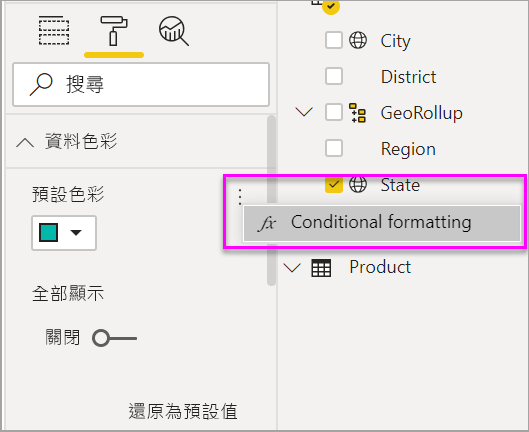 搜尋
資料色彩
預設色彩
全部顯示
關閉
還原為預設值
City
District
GeoRollup
Region
State
fx Conditional formatting
Product